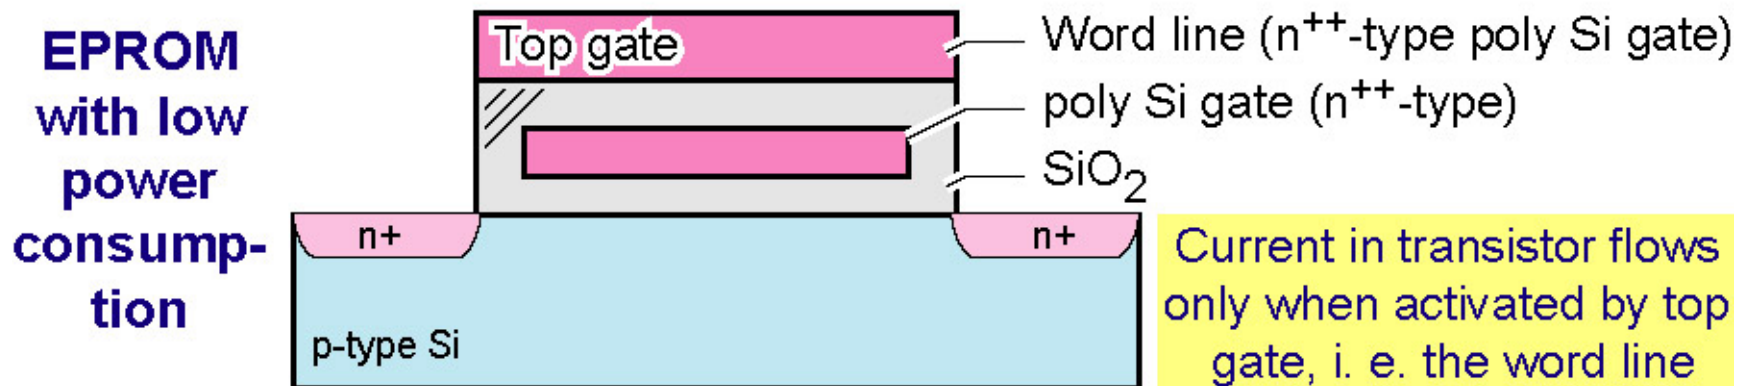 EPROM
with low
power
consump-
tion
Top gate
Word line (n++-type poly Si gate)
poly Si gate (n++-type)
SiO2
n+
n+
p-type Si
Current in transistor flows
only when activated by top
gate, i. e. the word line